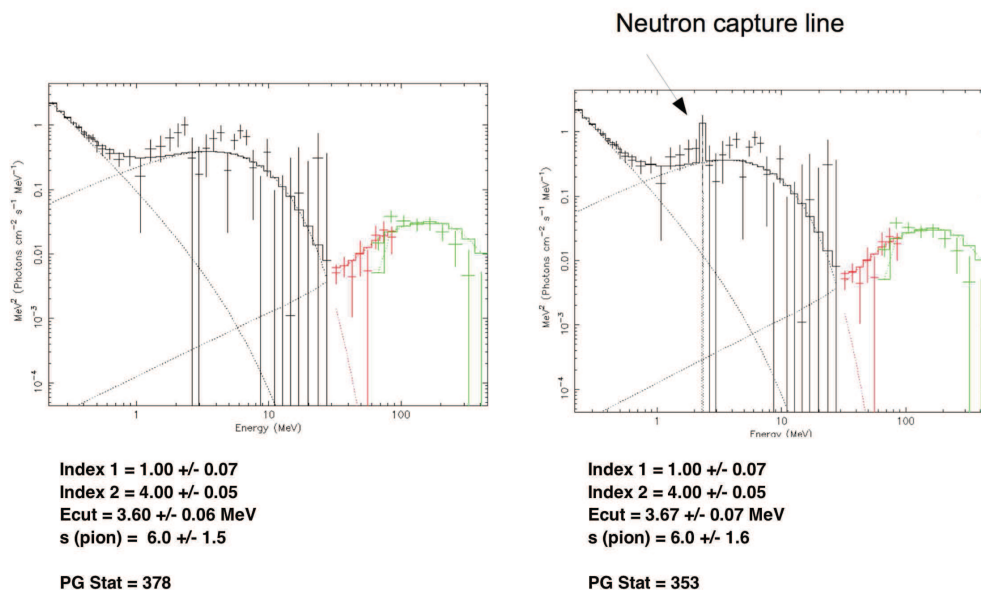 Neutron capture line
MeV² (Photons cm⁻² s⁻¹ MeV⁻¹)
1
0.1
0.01
10⁻³
10⁻⁴
1
10
100
Energy (MeV)
MeV² (Photons cm⁻² s⁻¹ MeV⁻¹)
1
0.1
0.01
10⁻³
10⁻⁴
1
10
100
Energy (MeV)
Index 1 = 1.00 +/- 0.07
Index 2 = 4.00 +/- 0.05
Ecut = 3.60 +/- 0.06 MeV
s (pion) = 6.0 +/- 1.5
PG Stat = 378
Index 1 = 1.00 +/- 0.07
Index 2 = 4.00 +/- 0.05
Ecut = 3.67 +/- 0.07 MeV
s (pion) = 6.0 +/- 1.6
PG Stat = 353